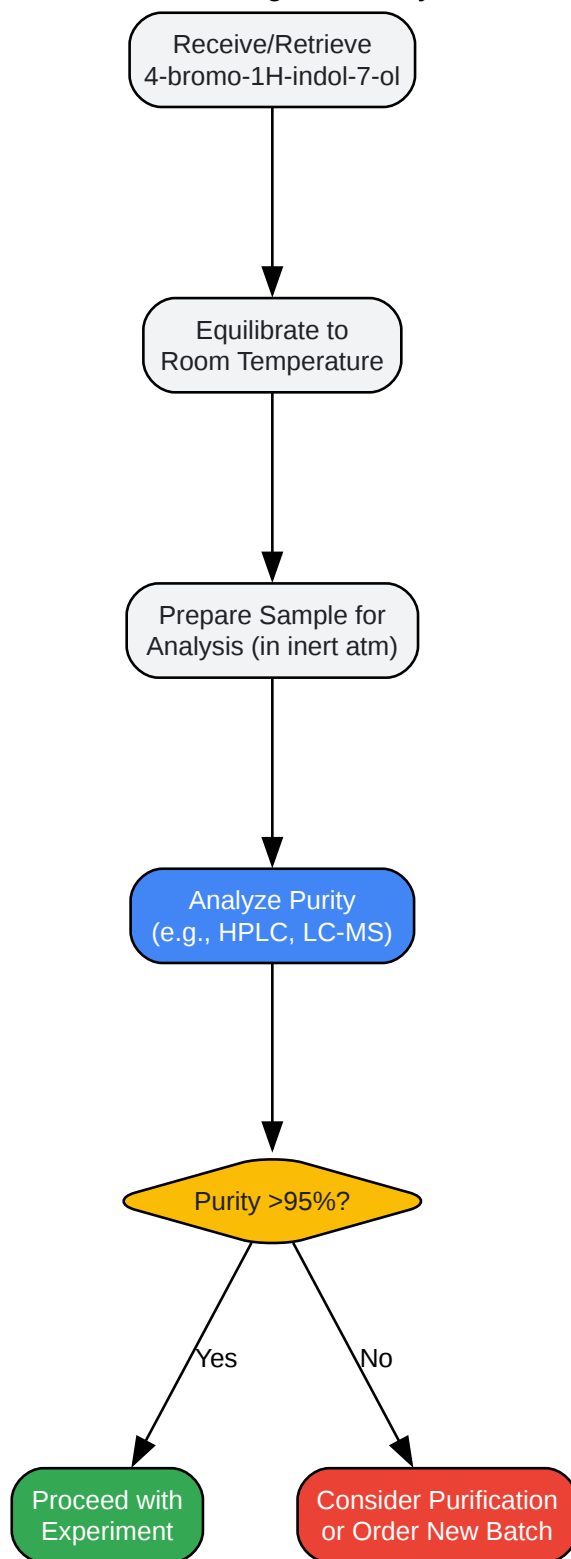 Receive/Retrieve
4-bromo-1H-indol-7-ol
Equilibrate to
Room Temperature
Prepare Sample for
Analysis (in inert atm)
Analyze Purity
(e.g., HPLC, LC-MS)
Purity >95%?
Yes
No
Proceed with
Experiment
Consider Purification
or Order New Batch